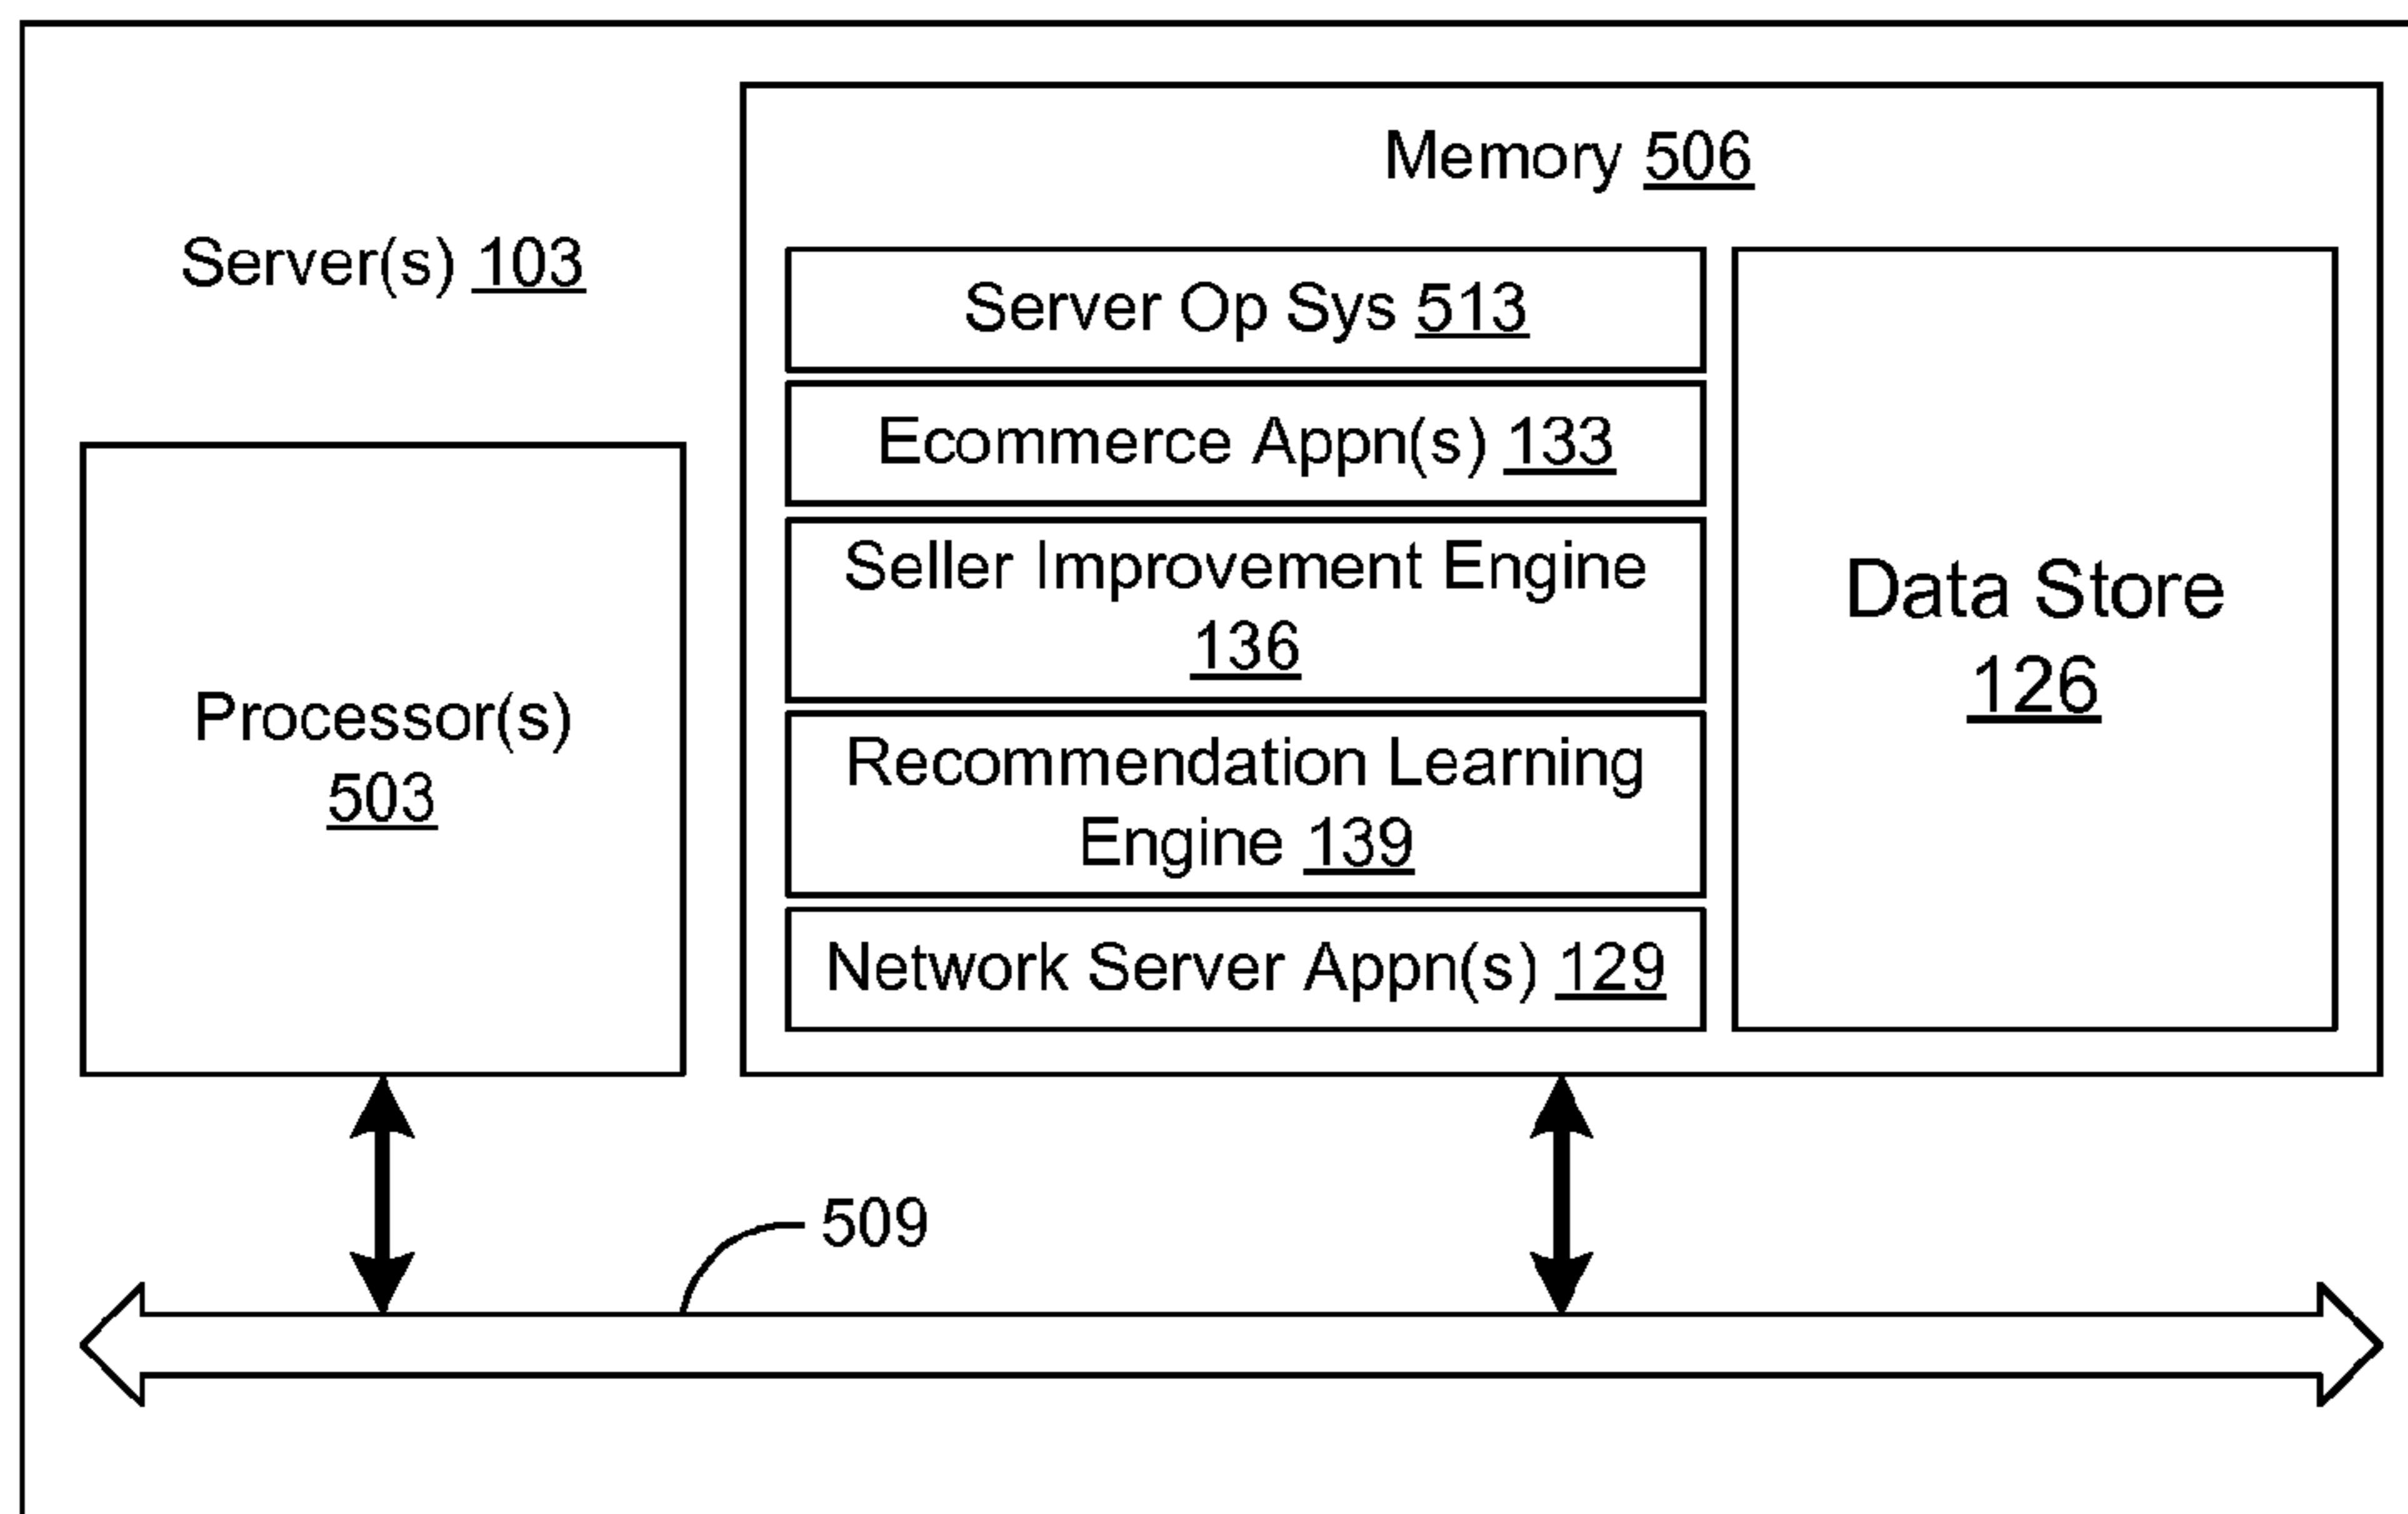 Server(s) 103
Memory 506
Server Op Sys 513
Ecommerce Appn(s) 133
Seller Improvement Engine
136
Recommendation Learning
Engine 139
Network Server Appn(s) 129
Data Store
126
Processor(s)
503
509